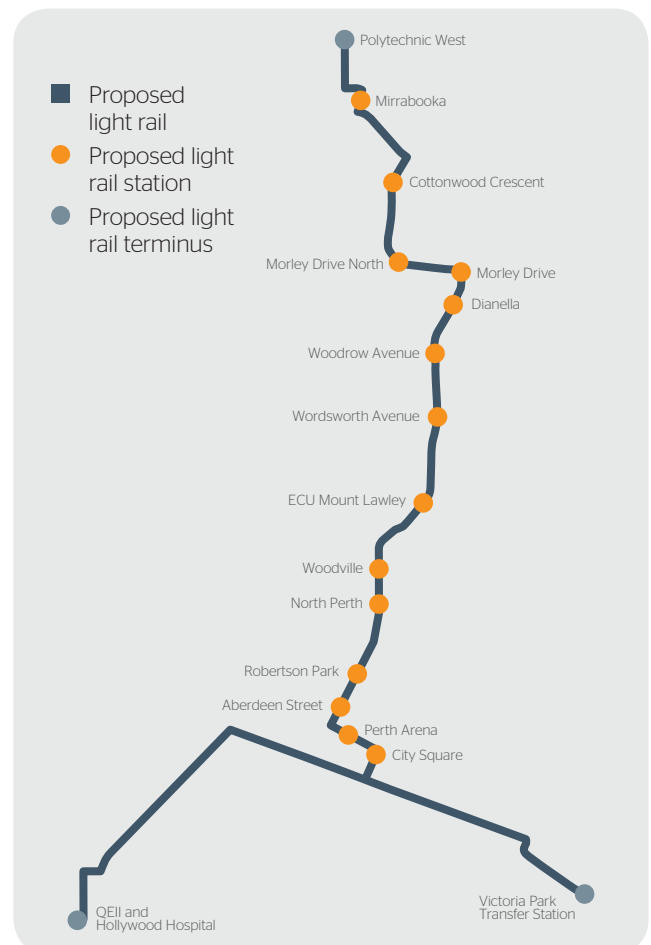 Polytechnic West
Proposed
light rail
Mirrabooka
Proposed light
rail station
Cottonwood Crescent
Proposed light
rail terminus
Morley Drive North
Morley Drive
Dianella
Woodrow Avenue
Wordsworth Avenue
ECU Mount Lawley
Woodville
North Perth
Robertson Park
Aberdeen Street
Perth Arena
City Square
QEII and
Hollywood Hospital
Victoria Park
Transfer Station